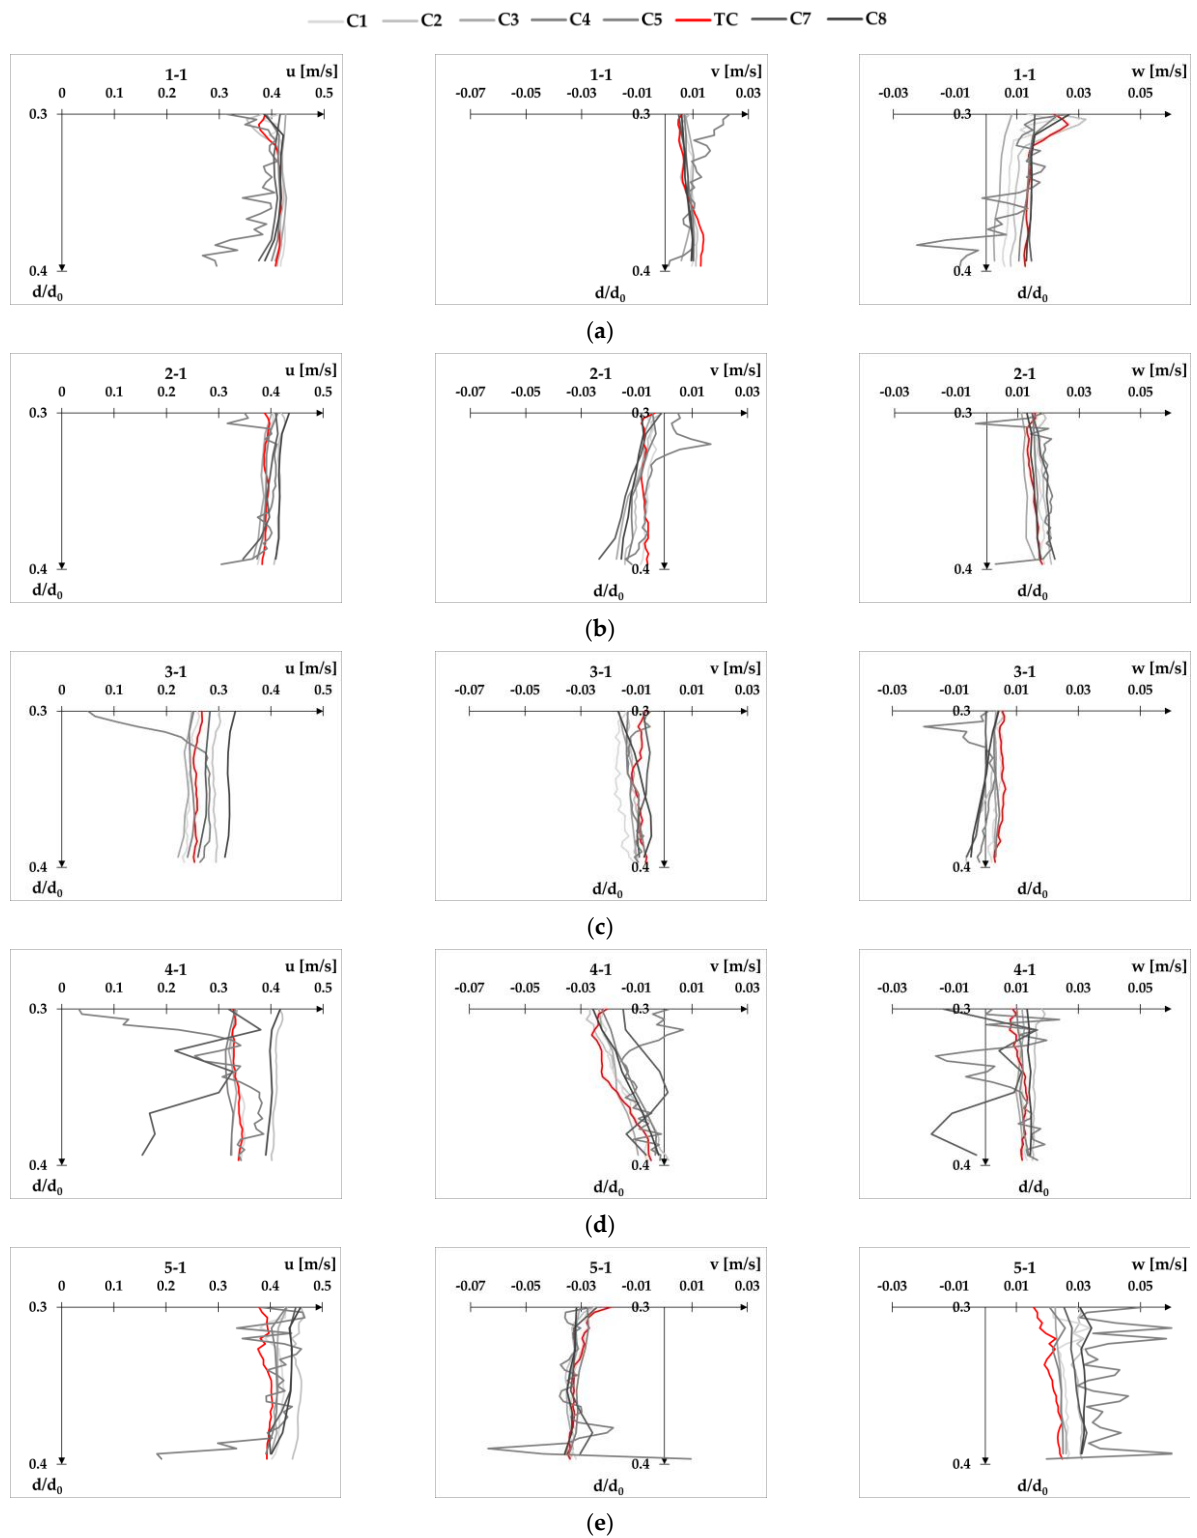 C1 C2 C3 C4 C5 TC C7 C8
1-1 u [m/s] 1-1 v [m/s] 1-1 w [m/s]
0 0.1 0.2 0.3 0.4 0.5 -0.07 -0.05 -0.03 -0.01 0.01 0.03 -0.03 -0.01 0.01 0.03 0.05
0.3 0.3 0.3
0.4 0.4 0.4
d/d0 d/d0 d/d0
(a)
2-1 u [m/s] 2-1 v [m/s] 2-1 w [m/s]
0 0.1 0.2 0.3 0.4 0.5 -0.07 -0.05 -0.03 -0.01 0.01 0.03 -0.03 -0.01 0.01 0.03 0.05
0.3 0.3 0.3
0.4 0.4 0.4
d/d0 d/d0 d/d0
(b)
3-1 u [m/s] 3-1 v [m/s] 3-1 w [m/s]
0 0.1 0.2 0.3 0.4 0.5 -0.07 -0.05 -0.03 -0.01 0.01 0.03 -0.03 -0.01 0.01 0.03 0.05
0.3 0.3 0.3
0.4 0.4 0.4
d/d0 d/d0 d/d0
(c)
4-1 u [m/s] 4-1 v [m/s] 4-1 w [m/s]
0 0.1 0.2 0.3 0.4 0.5 -0.07 -0.05 -0.03 -0.01 0.01 0.03 -0.03 -0.01 0.01 0.03 0.05
0.3 0.3 0.3
0.4 0.4 0.4
d/d0 d/d0 d/d0
(d)
5-1 u [m/s] 5-1 v [m/s] 5-1 w [m/s]
0 0.1 0.2 0.3 0.4 0.5 -0.07 -0.05 -0.03 -0.01 0.01 0.03 -0.03 -0.01 0.01 0.03 0.05
0.3 0.3 0.3
0.4 0.4 0.4
d/d0 d/d0 d/d0
(e)